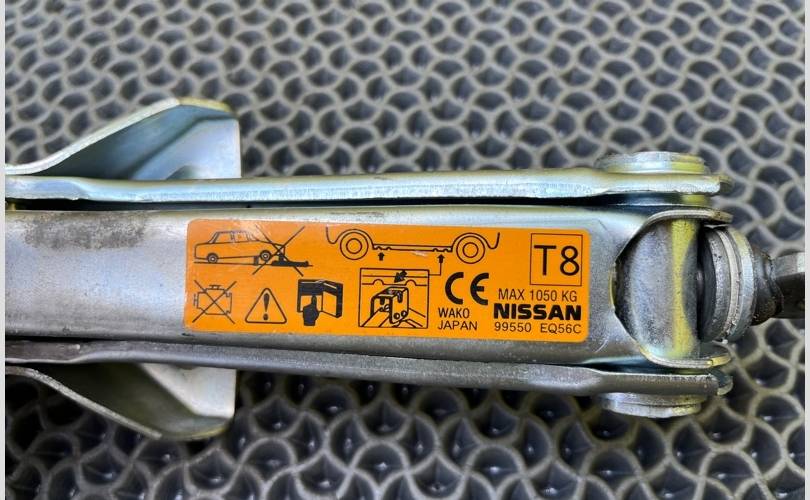 T8
CE
MAX 1050 KG
WAKO NISSAN
JAPAN 99550 EQ56C